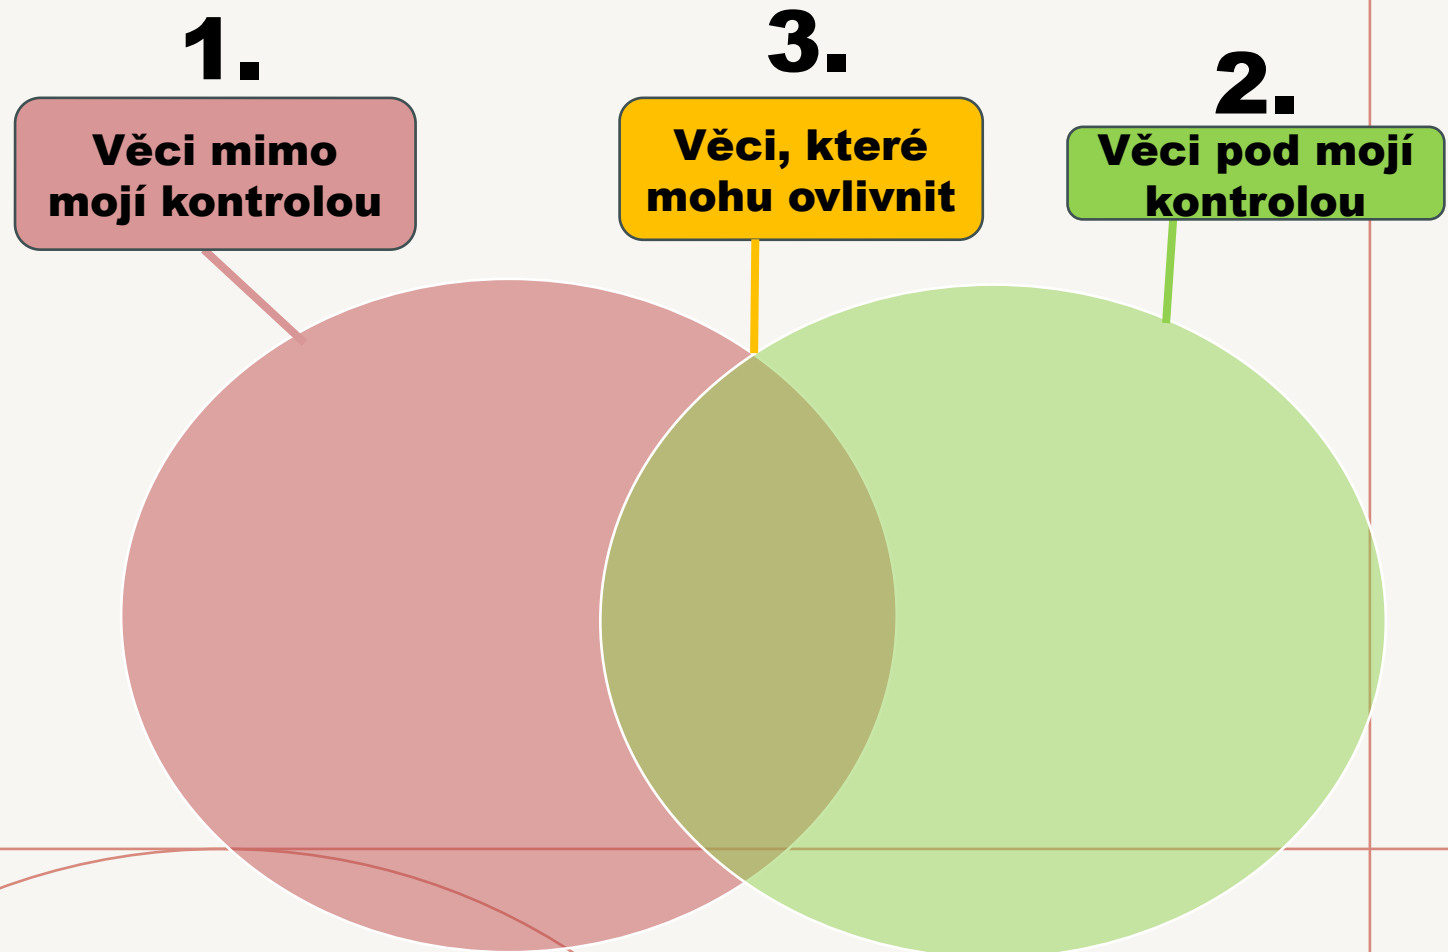 1.
Věci mimo
mojí kontrolou
3.
Věci, které
mohu ovlivnit
2.
Věci pod mojí
kontrolou